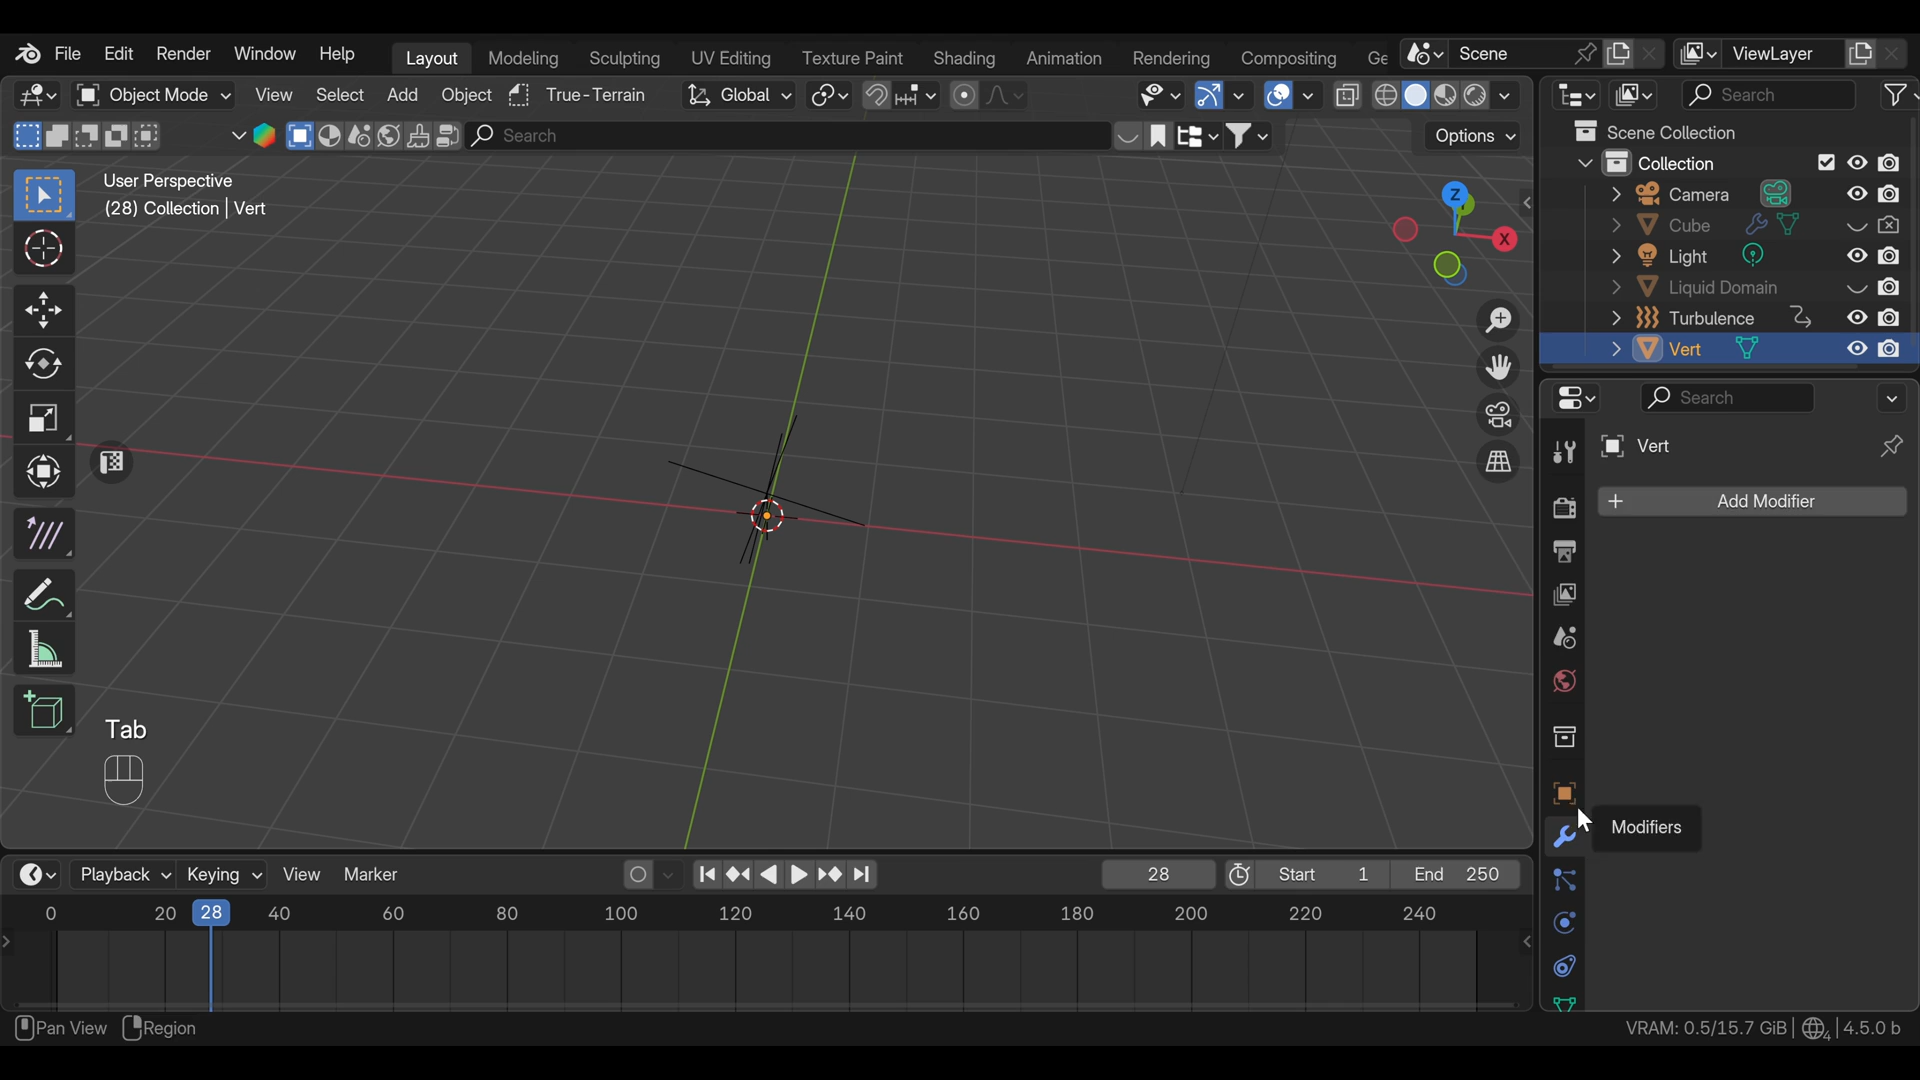 File Edit Render Window Help Layout Modeling Sculpting UV Editing Texture Paint Shading Animation Rendering Compositing Ge Scene ViewLayer
Object Mode View Select Add Object True-Terrain Global Search
Search Options
User Perspective
(28) Collection | Vert
Z
X
Scene Collection
Collection
Camera
Cube
Light
Liquid Domain
Turbulence
Vert
Search
Vert
+ Add Modifier
Modifiers
Tab
Playback Keying View Marker 28 Start 1 End 250
0 20 28 40 60 80 100 120 140 160 180 200 220 240
Pan View Region VRAM: 0.5/15.7 GiB | 4 | 4.5.0 b